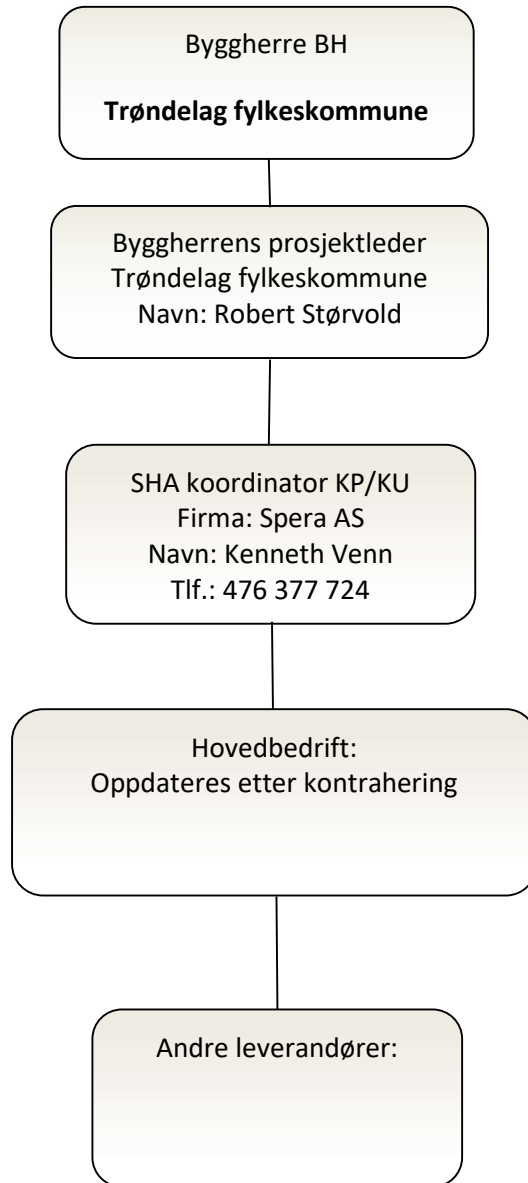 Byggherre BH
Trøndelag fylkeskommune
Byggherrens prosjektleder
Trøndelag fylkeskommune
Navn: Robert Størvold
SHA koordinator KP/KU
Firma: Spera AS
Navn: Kenneth Venn
Tlf.: 476 377 724
Hovedbedrift:
Oppdateres etter kontrahering
Andre leverandører: